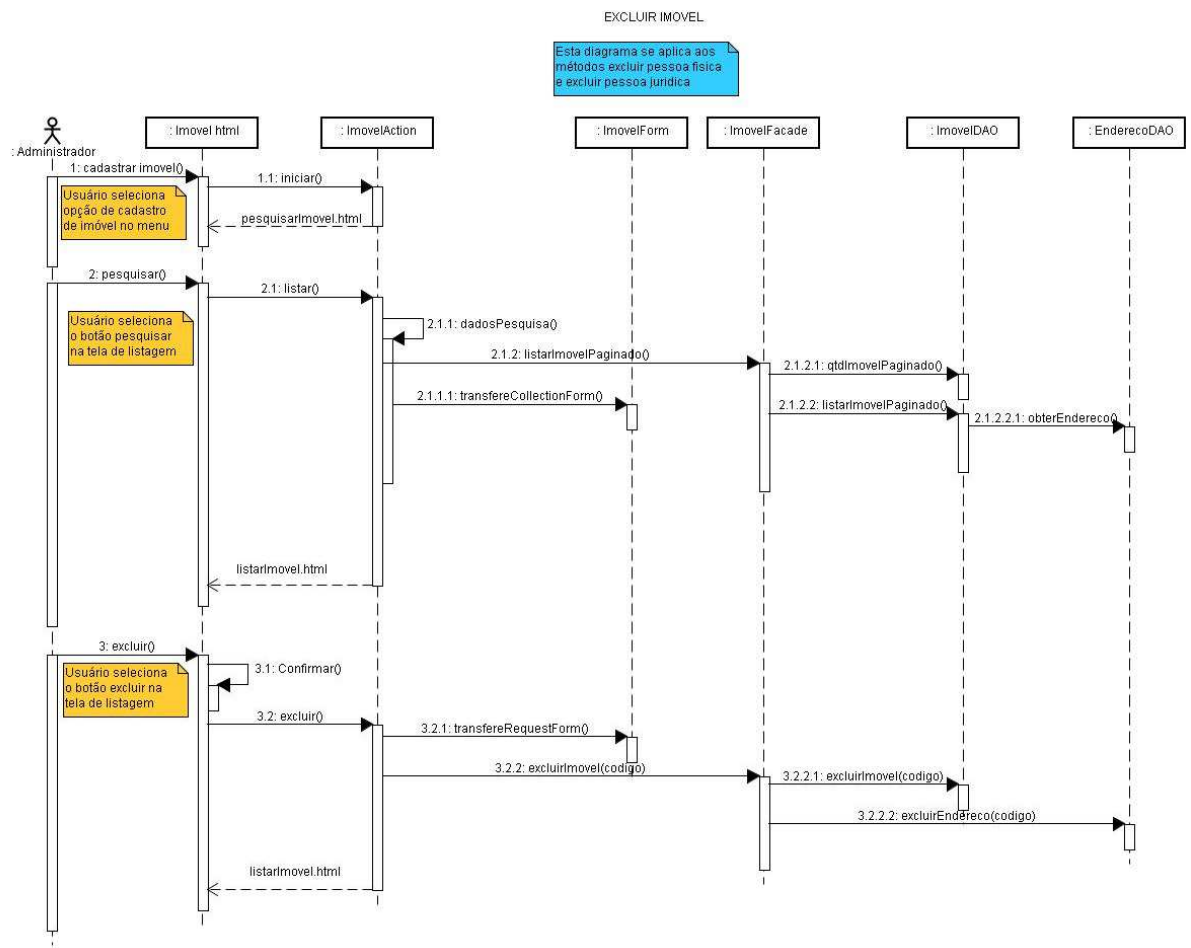 EXCLUIR IMOVEL
Esta diagrama se aplica aos
métodos excluir pessoa fisica
e excluir pessoa juridica
: Administrador
: Imovel html
: ImovelAction
: ImovelForm
: ImovelFacade
: ImovelDAO
: EnderecoDAO
1: cadastrar imovel()
1.1: iniciar()
Usuário seleciona
opção de cadastro
de imóvel no menu
pesquisarImovel.html
2: pesquisar()
2.1: listar()
Usuário seleciona
o botão pesquisar
na tela de listagem
2.1.1: dadosPesquisa()
2.1.2: listarImovelPaginado()
2.1.2.1: qtdImovelPaginado()
2.1.1.1: transfereCollectionForm()
2.1.2.2: listarImovelPaginado()
2.1.2.2.1: obterEndereco()
listarImovel.html
3: excluir()
Usuário seleciona
o botão excluir na
tela de listagem
3.1: Confirmar()
3.2: excluir()
3.2.1: transfereRequestForm()
3.2.2: excluirImovel(codigo)
3.2.2.1: excluirImovel(codigo)
3.2.2.2: excluirEndereco(codigo)
listarImovel.html